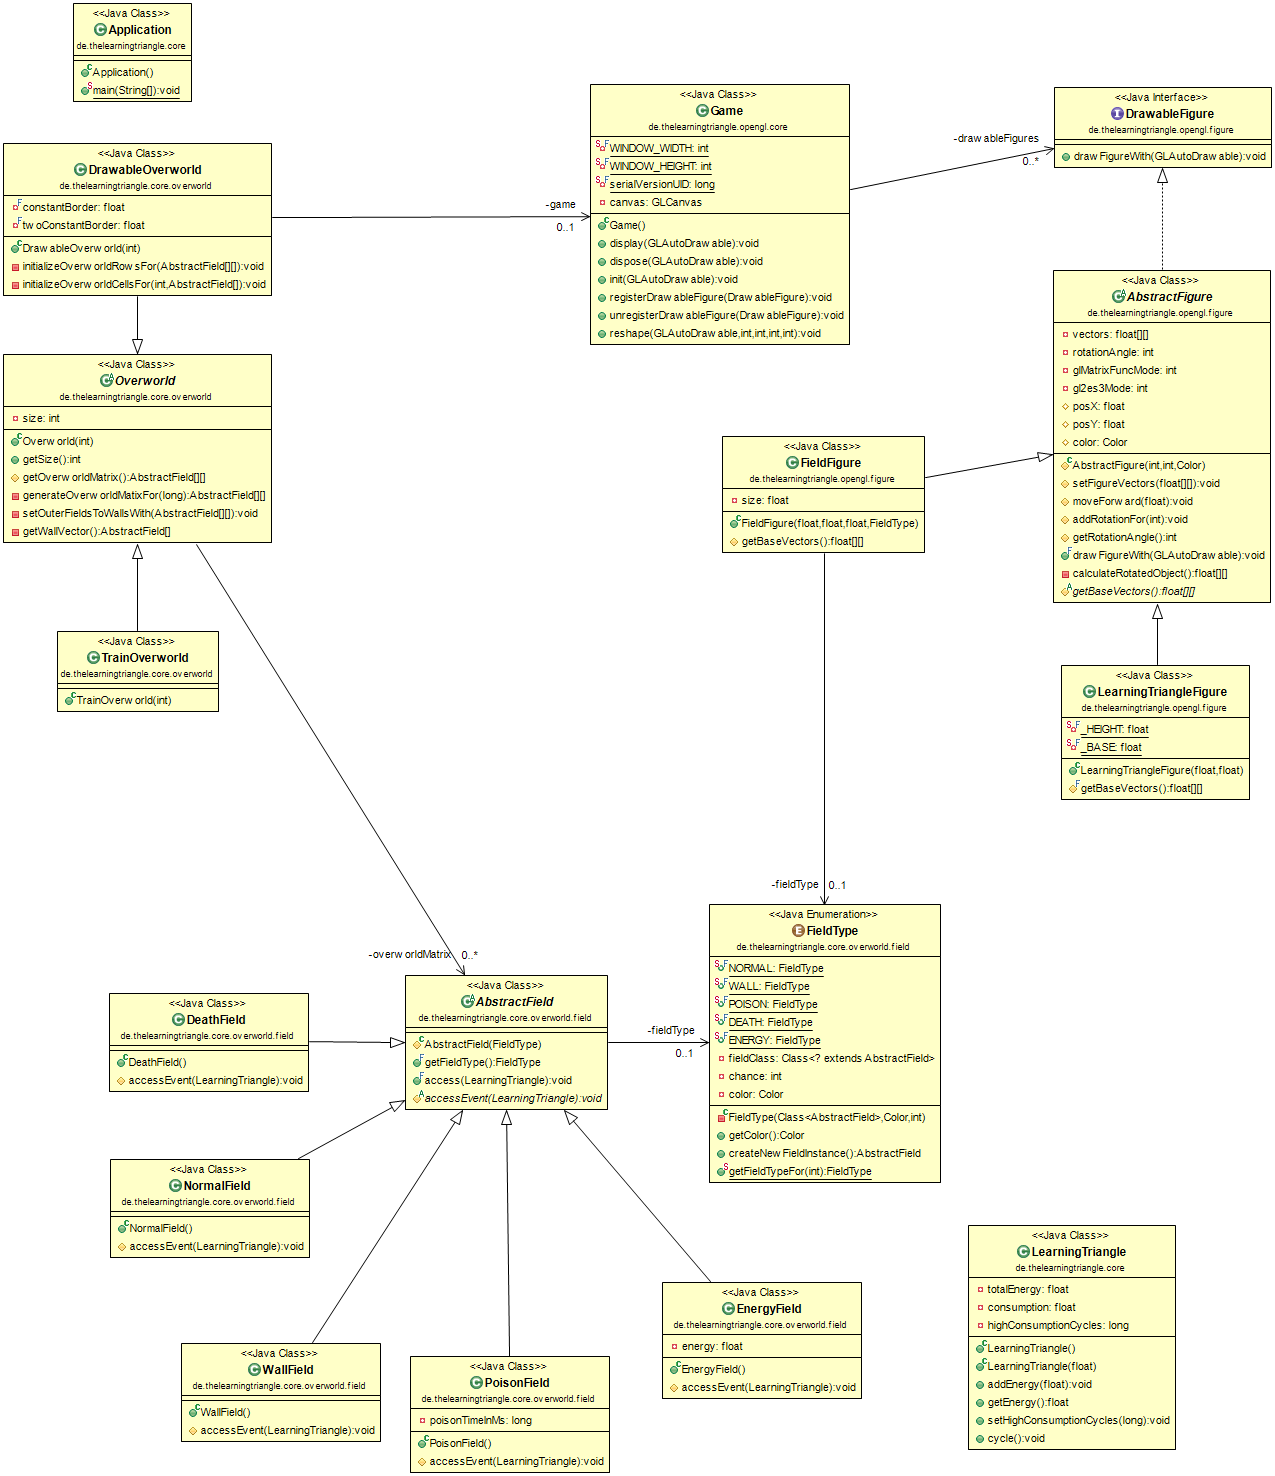 <<Java Class>>
Application
de.thelearningtriangle.core
Application()
main(String[]):void
<<Java Class>>
Game
de.thelearningtriangle.opengl.core
WINDOW_WIDTH: int
WINDOW_HEIGHT: int
serialVersionUID: long
canvas: GLCanvas
Game()
display(GLAutoDrawable):void
dispose(GLAutoDrawable):void
init(GLAutoDrawable):void
registerDrawableFigure(DrawableFigure):void
unregisterDrawableFigure(DrawableFigure):void
reshape(GLAutoDrawable,int,int,int,int):void
-drawableFigures
0..*
<<Java Interface>>
DrawableFigure
de.thelearningtriangle.opengl.figure
drawFigureWith(GLAutoDrawable):void
<<Java Class>>
DrawableOverworld
de.thelearningtriangle.core.overworld
constantBorder: float
twoConstantBorder: float
DrawableOverworld(int)
initializeOverworldRowsFor(AbstractField[][]):void
initializeOverworldCellsFor(int,AbstractField[]):void
-game
0..1
<<Java Class>>
AbstractFigure
de.thelearningtriangle.opengl.figure
vectors: float[][]
rotationAngle: int
glMatrixFuncMode: int
gl2es3Mode: int
posX: float
posY: float
color: Color
AbstractFigure(int,int,Color)
setFigureVectors(float[][]):void
moveForward(float):void
addRotationFor(int):void
getRotationAngle():int
drawFigureWith(GLAutoDrawable):void
calculateRotatedObject():float[][]
getBaseVectors():float[][]
<<Java Class>>
Overworld
de.thelearningtriangle.core.overworld
size: int
Overworld(int)
getSize():int
getOverworldMatrix():AbstractField[][]
generateOverworldMatixFor(long):AbstractField[][]
setOuterFieldsToWallsWith(AbstractField[][]):void
getWallVector():AbstractField[]
<<Java Class>>
FieldFigure
de.thelearningtriangle.opengl.figure
size: float
FieldFigure(float,float,float,FieldType)
getBaseVectors():float[][]
<<Java Class>>
TrainOverworld
de.thelearningtriangle.core.overworld
TrainOverworld(int)
<<Java Class>>
LearningTriangleFigure
de.thelearningtriangle.opengl.figure
_HEIGHT: float
_BASE: float
LearningTriangleFigure(float,float)
getBaseVectors():float[][]
-fieldType
0..1
<<Java Enumeration>>
FieldType
de.thelearningtriangle.core.overworld.field
NORMAL: FieldType
WALL: FieldType
POISON: FieldType
DEATH: FieldType
ENERGY: FieldType
fieldClass: Class<? extends AbstractField>
chance: int
color: Color
FieldType(Class<AbstractField>,Color,int)
getColor():Color
createNewFieldInstance():AbstractField
getFieldTypeFor(int):FieldType
-overworldMatrix
0..*
<<Java Class>>
AbstractField
de.thelearningtriangle.core.overworld.field
AbstractField(FieldType)
getFieldType():FieldType
access(LearningTriangle):void
accessEvent(LearningTriangle):void
-fieldType
0..1
<<Java Class>>
DeathField
de.thelearningtriangle.core.overworld.field
DeathField()
accessEvent(LearningTriangle):void
<<Java Class>>
NormalField
de.thelearningtriangle.core.overworld.field
NormalField()
accessEvent(LearningTriangle):void
<<Java Class>>
LearningTriangle
de.thelearningtriangle.core
totalEnergy: float
consumption: float
highConsumptionCycles: long
LearningTriangle()
LearningTriangle(float)
addEnergy(float):void
getEnergy():float
setHighConsumptionCycles(long):void
cycle():void
<<Java Class>>
EnergyField
de.thelearningtriangle.core.overworld.field
energy: float
EnergyField()
accessEvent(LearningTriangle):void
<<Java Class>>
WallField
de.thelearningtriangle.core.overworld.field
WallField()
accessEvent(LearningTriangle):void
<<Java Class>>
PoisonField
de.thelearningtriangle.core.overworld.field
poisonTimeInMs: long
PoisonField()
accessEvent(LearningTriangle):void